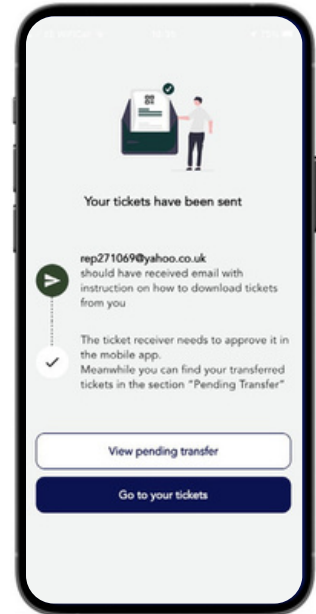 Your tickets have been sent
rep271069@yahoo.co.uk
should have received email with
instruction on how to download tickets
from you
The ticket receiver needs to approve it in
the mobile app.
Meanwhile you can find your transferred
tickets in the section "Pending Transfer"
View pending transfer
Go to your tickets